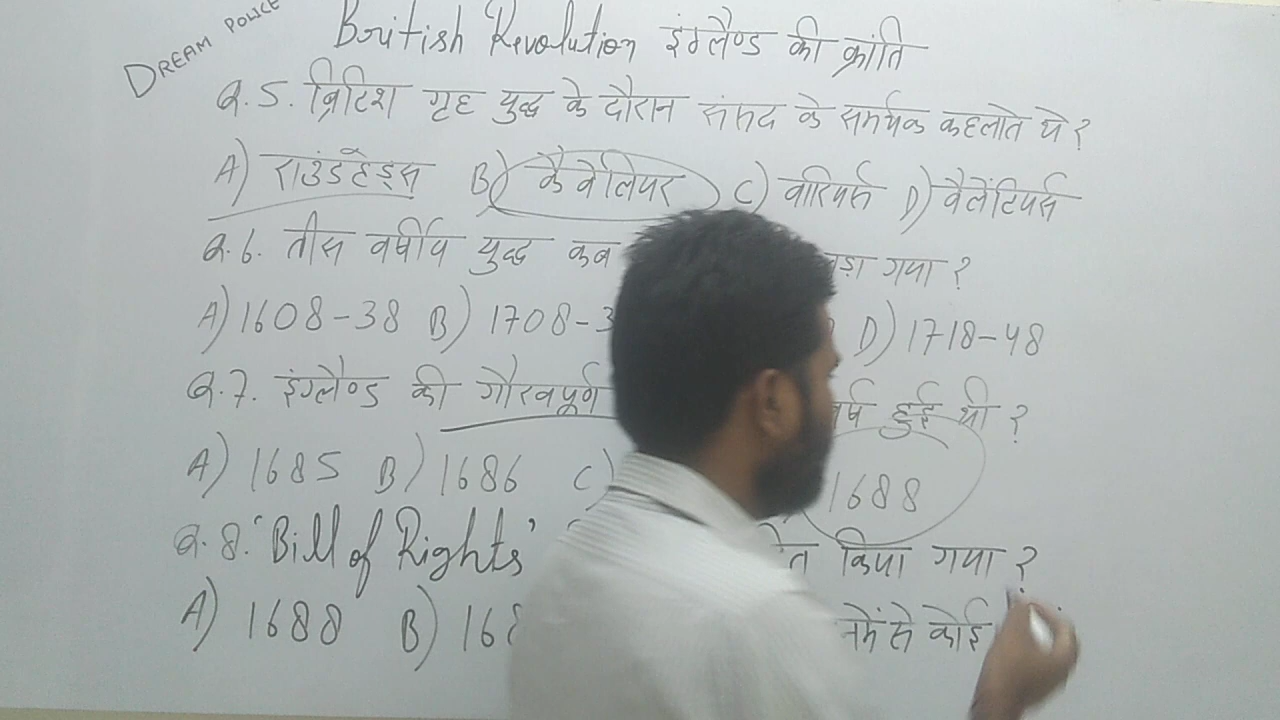 DREAM POLICE
British Revolution इंग्लैण्ड की क्रांति
Q.5. ब्रिटिश गृह युद्ध के दौरान संसद के समर्थक कहलाते थे?
A) राउंडहैड्स B) कैवेलियर C) वारियर्स D) वैलेंटियर्स
Q.6. तीस वर्षीय युद्ध कब गया?
A) 1608-38 B) 1708-3 D) 1718-48
Q.7. इंग्लैण्ड की गौरवपूर्ण हुई थी?
A) 1685 B) 1686 C) 1688
Q.8. 'Bill of Rights' किया गया?
A) 1688 B) 168 से कोई